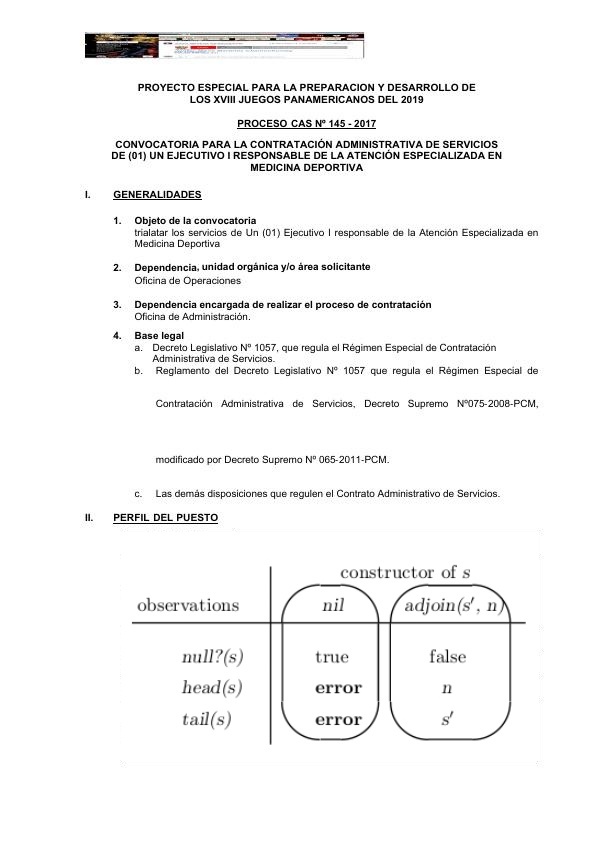 PROYECTO ESPECIAL PARA LA PREPARACION Y DESARROLLO DE
LOS XVIII JUEGOS PANAMERICANOS DEL 2019
PROCESO CAS Nº 145 - 2017
CONVOCATORIA PARA LA CONTRATACIÓN ADMINISTRATIVA DE SERVICIOS
DE (01) UN EJECUTIVO I RESPONSABLE DE LA ATENCIÓN ESPECIALIZADA EN
MEDICINA DEPORTIVA
I. GENERALIDADES
1. Objeto de la convocatoria
trialatar los servicios de Un (01) Ejecutivo I responsable de la Atención Especializada en
Medicina Deportiva
2. Dependencia, unidad orgánica y/o área solicitante
Oficina de Operaciones
3. Dependencia encargada de realizar el proceso de contratación
Oficina de Administración.
4. Base legal
a. Decreto Legislativo Nº 1057, que regula el Régimen Especial de Contratación
Administrativa de Servicios.
b. Reglamento del Decreto Legislativo Nº 1057 que regula el Régimen Especial de
Contratación Administrativa de Servicios, Decreto Supremo Nº075-2008-PCM,
modificado por Decreto Supremo Nº 065-2011-PCM.
c. Las demás disposiciones que regulen el Contrato Administrativo de Servicios.
II. PERFIL DEL PUESTO
constructor of s
observations nil adjoin(s′, n)
null?(s) true false
head(s) error n
tail(s) error s′